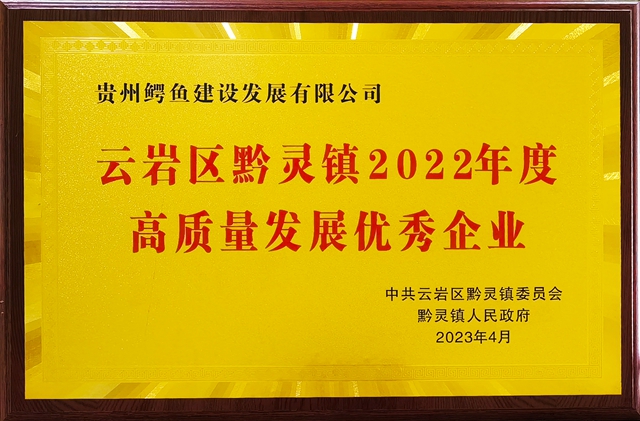 贵州鳄鱼建设发展有限公司
云岩区黔灵镇2022年度
高质量发展优秀企业
中共云岩区黔灵镇委员会
黔灵镇人民政府
2023年4月